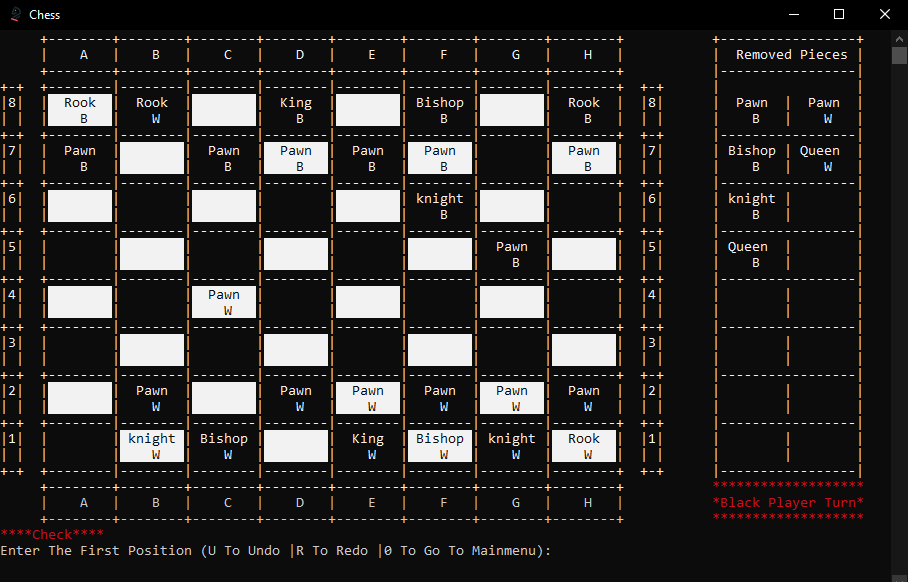 Chess
A B C D E F G H Removed Pieces
8 Rook Rook King Bishop Rook 8 Pawn Pawn
B W B B B B W
7 Pawn Pawn Pawn Pawn Pawn Pawn 7 Bishop Queen
B B B B B B B W
6 knight 6 knight
B B
5 Pawn 5 Queen
B B
4 Pawn 4
W
3 3
2 Pawn Pawn Pawn Pawn Pawn Pawn 2
W W W W W W
1 knight Bishop King Bishop knight Rook 1
W W W W W W
*******************
A B C D E F G H *Black Player Turn*
*******************
****Check****
Enter The First Position (U To Undo |R To Redo |0 To Go To Mainmenu):